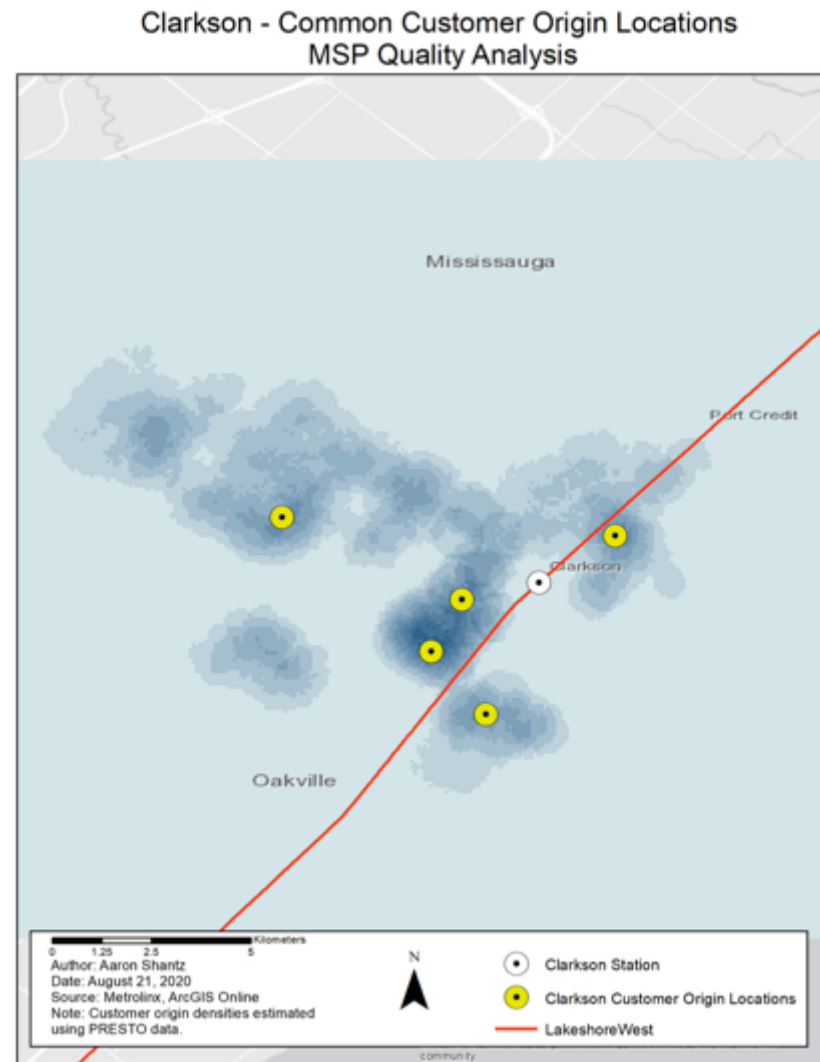 Clarkson - Common Customer Origin Locations
MSP Quality Analysis
Mississauga
Port Credit
Clarkson
Oakville
Kilometers
0 1.25 2.5 5
Author: Aaron Shantz
Date: August 21, 2020
Source: Metrolinx, ArcGIS Online
Note: Customer origin densities estimated
using PRESTO data.
N
Clarkson Station
Clarkson Customer Origin Locations
LakeshoreWest
community